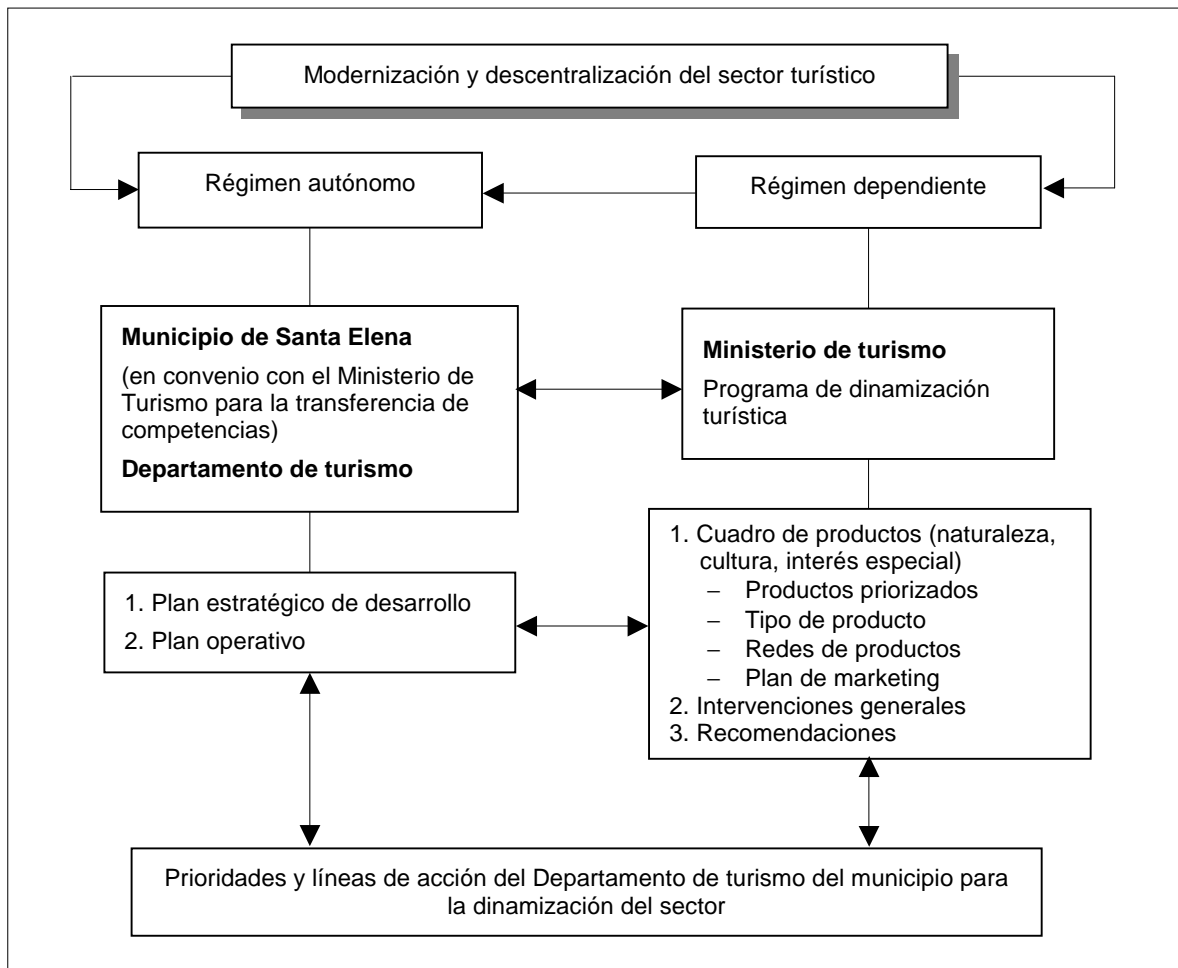 Modernización y descentralización del sector turístico
Régimen autónomo
Régimen dependiente
Municipio de Santa Elena
(en convenio con el Ministerio de
Turismo para la transferencia de
competencias)
Departamento de turismo
Ministerio de turismo
Programa de dinamización
turística
1. Plan estratégico de desarrollo
2. Plan operativo
1. Cuadro de productos (naturaleza,
cultura, interés especial)
– Productos priorizados
– Tipo de producto
– Redes de productos
– Plan de marketing
2. Intervenciones generales
3. Recomendaciones
Prioridades y líneas de acción del Departamento de turismo del municipio para
la dinamización del sector